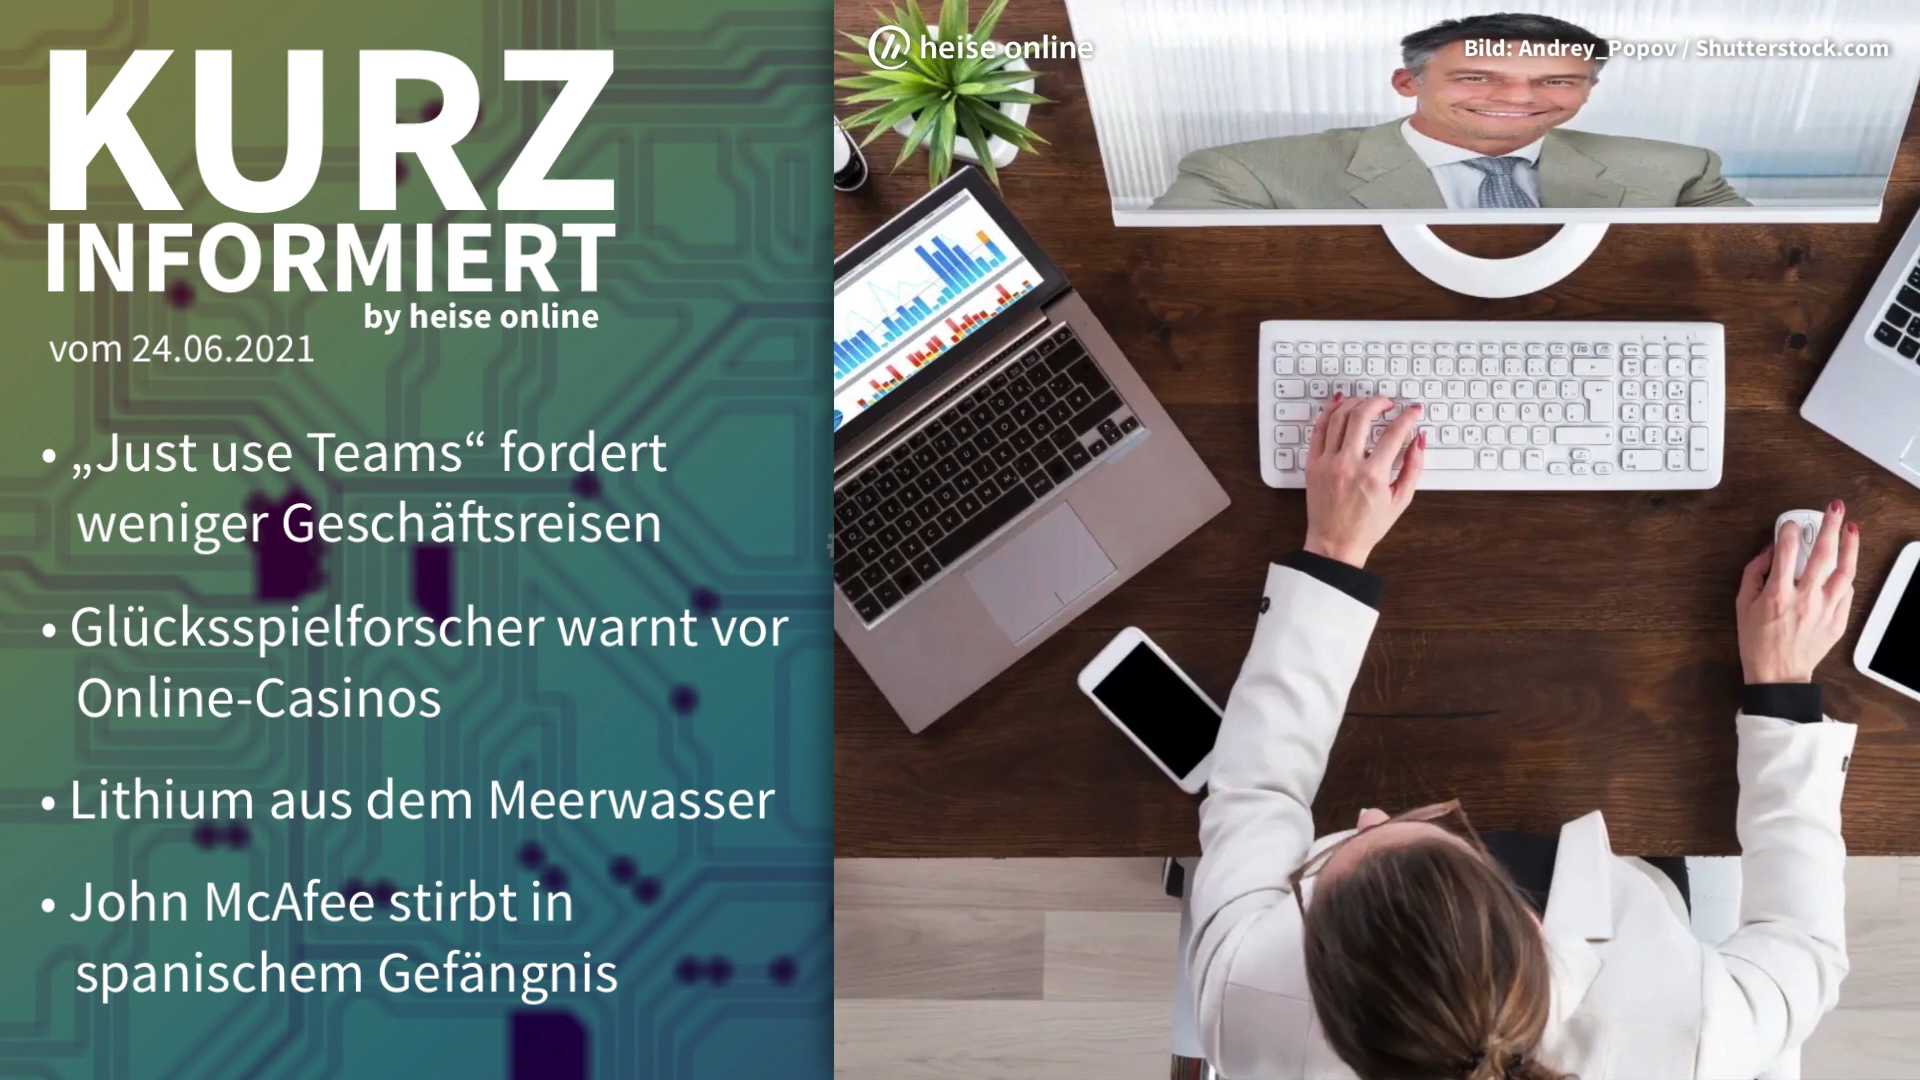 KURZ
INFORMIERT
by heise online
vom 24.06.2021
• „Just use Teams“ fordert
weniger Geschäftsreisen
• Glücksspielforscher warnt vor
Online-Casinos
• Lithium aus dem Meerwasser
• John McAfee stirbt in
spanischem Gefängnis
heise online
Bild: Andrey_Popov / Shutterstock.com